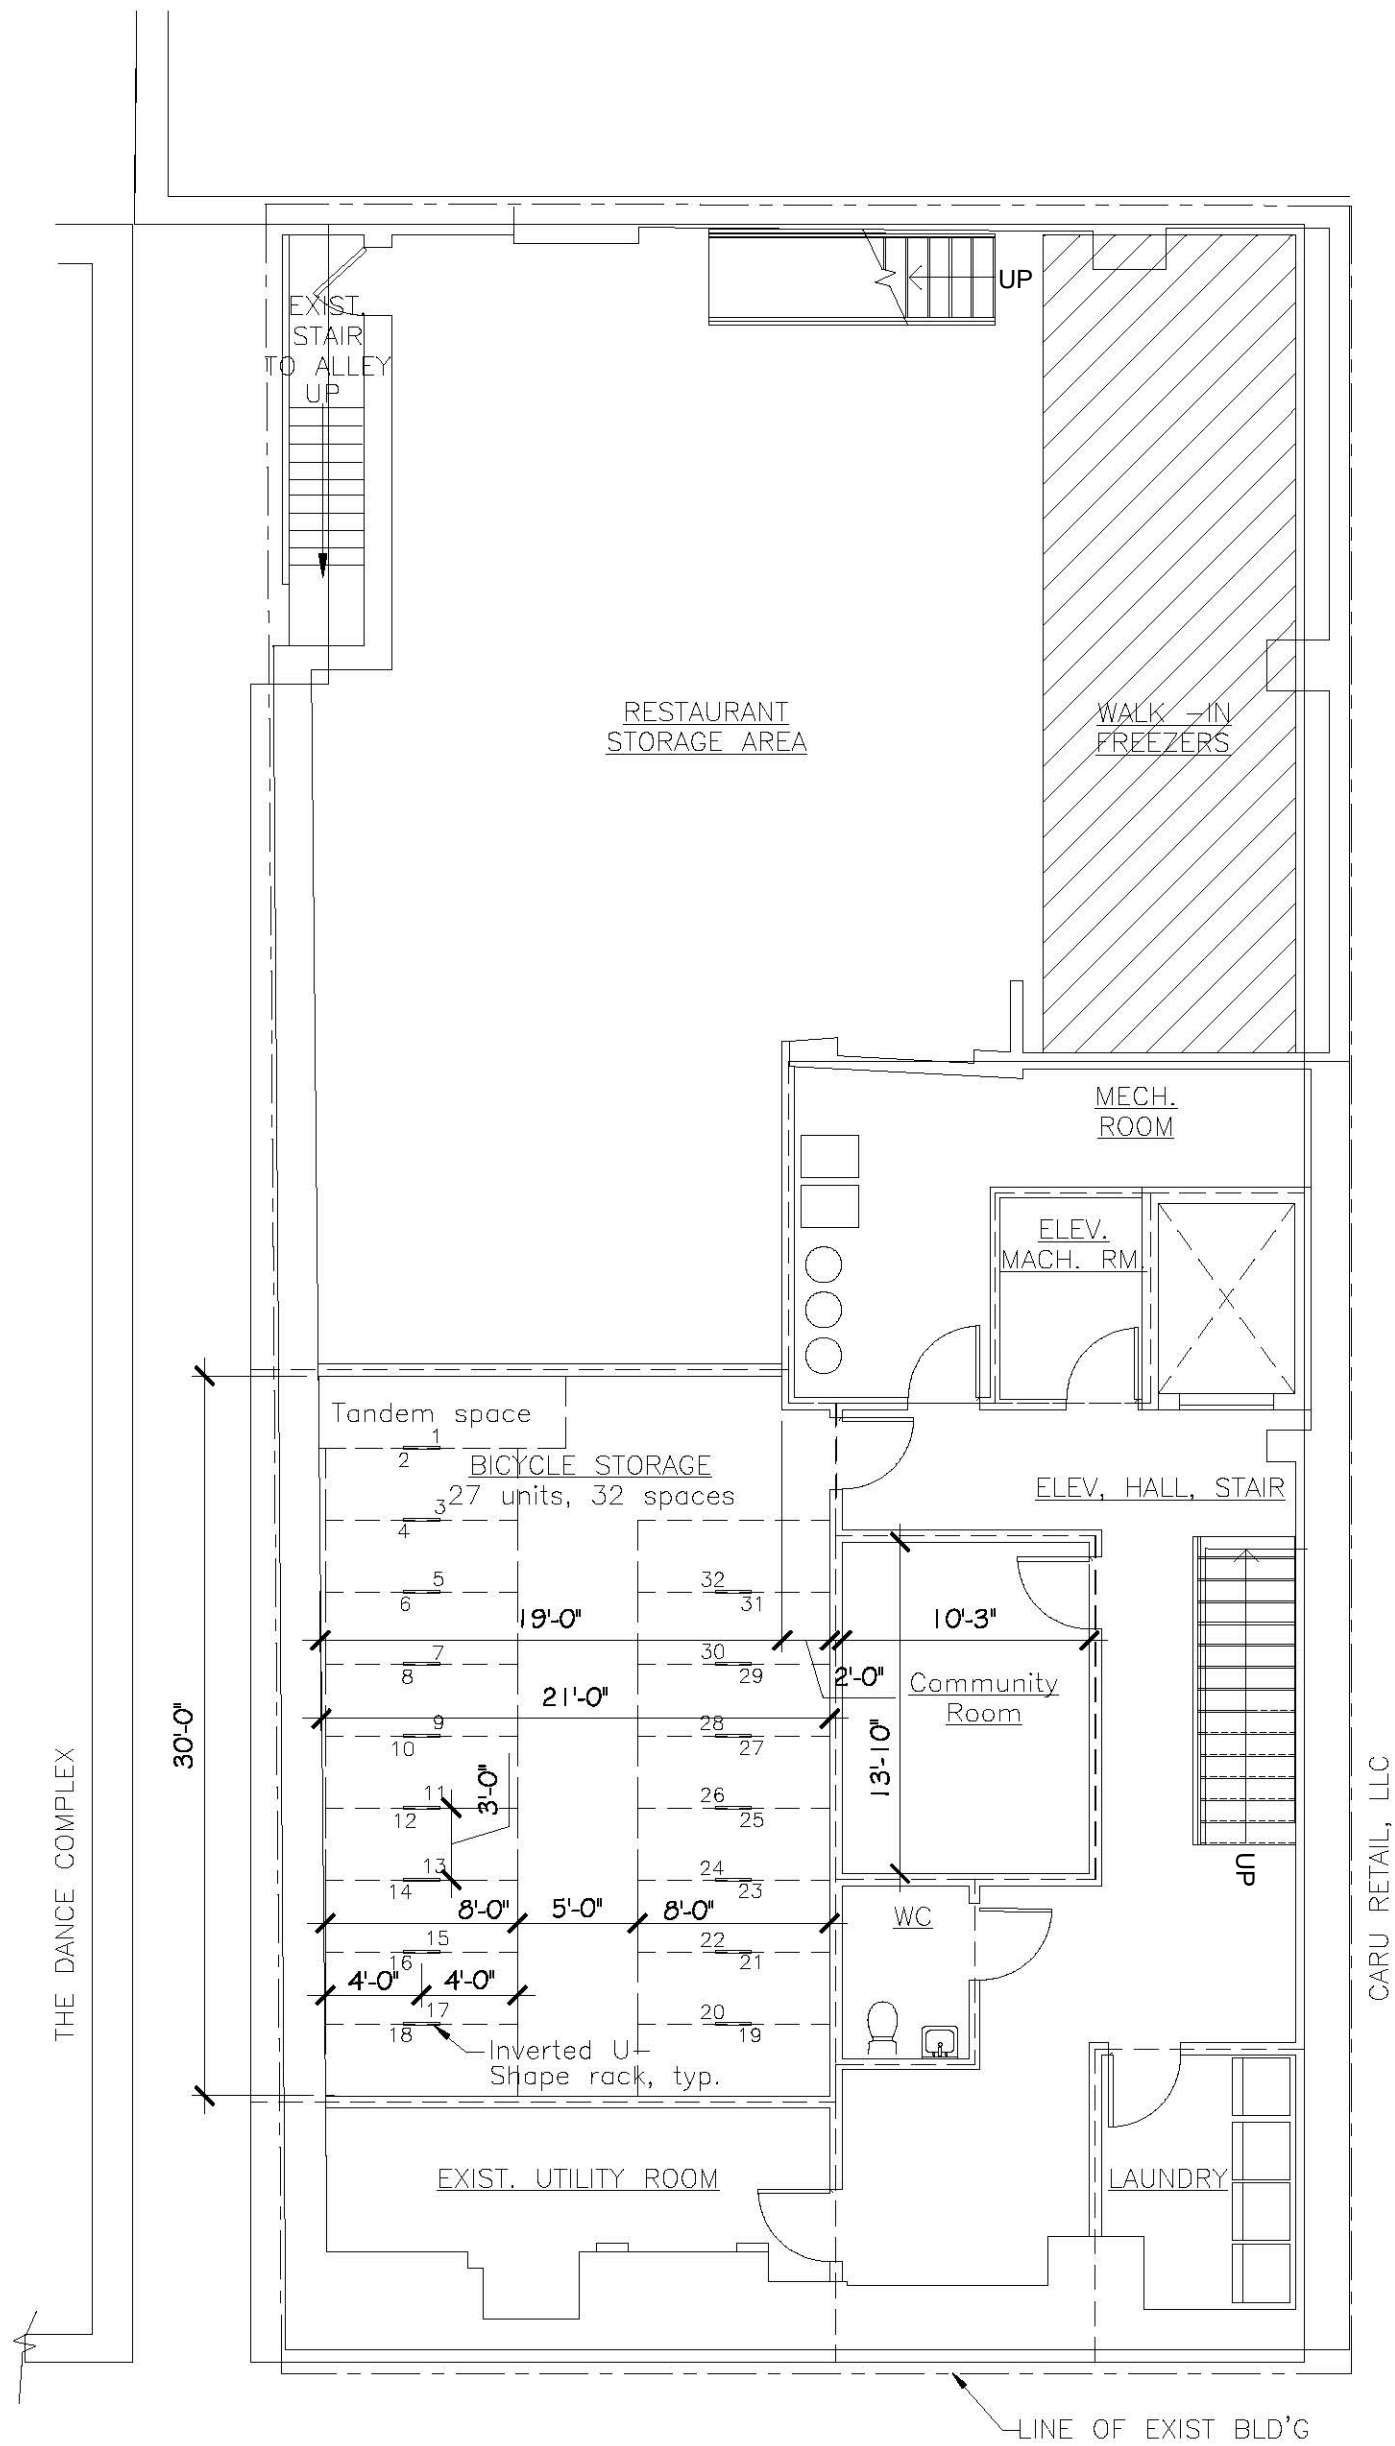 UP
EXIST.
STAIR
TO ALLEY
UP
RESTAURANT
STORAGE AREA
WALK -IN
FREEZERS
MECH.
ROOM
ELEV.
MACH. RM.
Tandem space
1
2
BICYCLE STORAGE
27 units, 32 spaces
ELEV, HALL, STAIR
3
4
5
6
32
31
19'-0"
10'-3"
7
8
30
29
2'-0"
Community
Room
21'-0"
30'-0"
9
10
28
27
13'-10"
11
12
3'-0"
26
25
13
14
24
23
UP
8'-0"
5'-0"
8'-0"
WC
15
16
22
21
4'-0"
4'-0"
17
18
20
19
Inverted U-
Shape rack, typ.
THE DANCE COMPLEX
CARU RETAIL, LLC
EXIST. UTILITY ROOM
LAUNDRY
LINE OF EXIST BLD'G